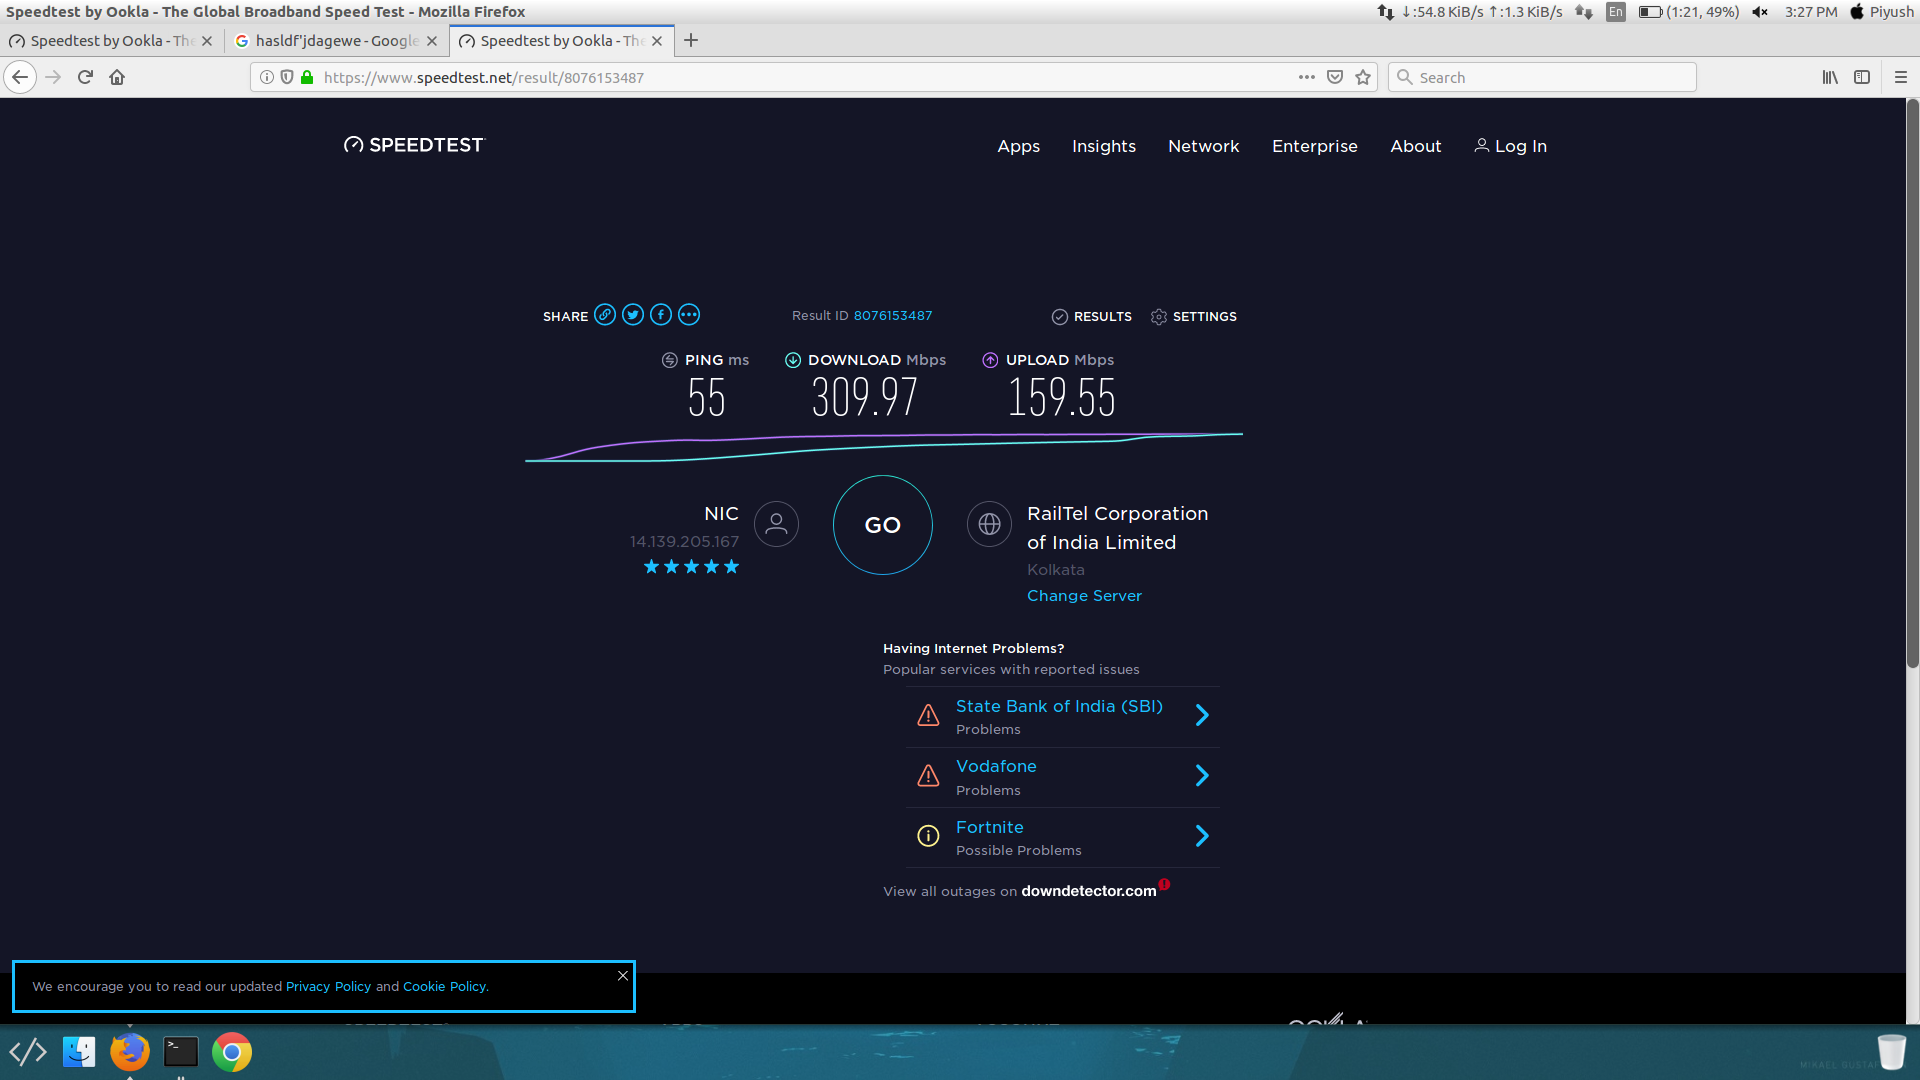 Speedtest by Ookla - The Global Broadband Speed Test - Mozilla Firefox
↓:54.8 KiB/s ↑:1.3 KiB/s En (1:21, 49%) 3:27 PM Piyush
Speedtest by Ookla - The
hasldf'jdagewe - Google
Speedtest by Ookla - The
https://www.speedtest.net/result/8076153487
Search
SPEEDTEST
Apps Insights Network Enterprise About Log In
SHARE
Result ID 8076153487
RESULTS SETTINGS
PING ms DOWNLOAD Mbps UPLOAD Mbps
55 309.97 159.55
NIC
14.139.205.167
GO
RailTel Corporation
of India Limited
Kolkata
Change Server
Having Internet Problems?
Popular services with reported issues
State Bank of India (SBI)
Problems
Vodafone
Problems
Fortnite
Possible Problems
View all outages on downdetector.com
We encourage you to read our updated Privacy Policy and Cookie Policy.